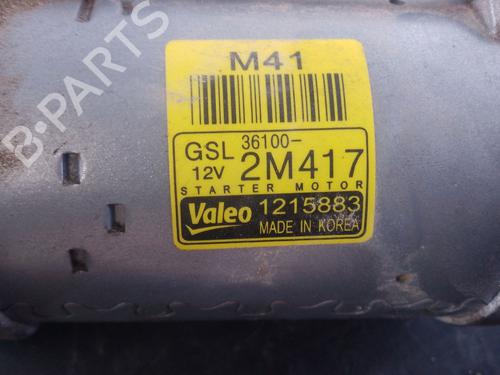 B-PARTS
M41
GSL 36100-
12V 2M417
STARTER MOTOR
Valeo 1215883
MADE IN KOREA